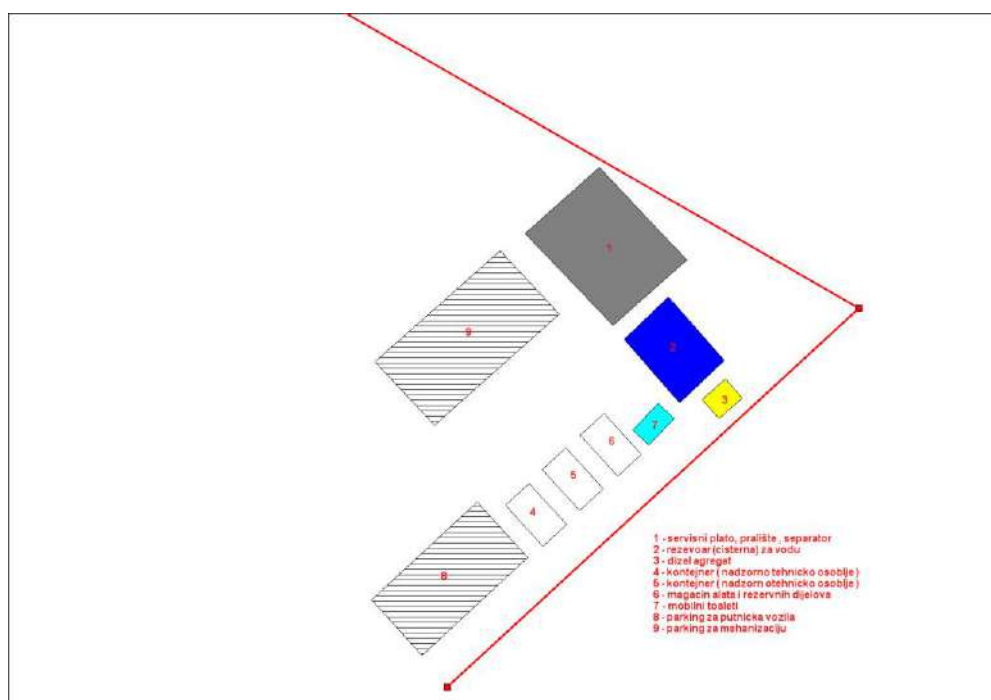 1
9
2
3
7
6
5
4
8
1 - servisni plato, pralište , separator
2 - rezevoar (cisterna) za vodu
3 - dizel agregat
4 - kontejner ( nadzorno tehnicko osoblje )
5 - kontejner ( nadzorn otehnicko osoblje )
6 - magacin alata i rezervnih dijelova
7 - mobilni toaleti
8 - parking za putnicka vozila
9 - parking za mehanizaciju